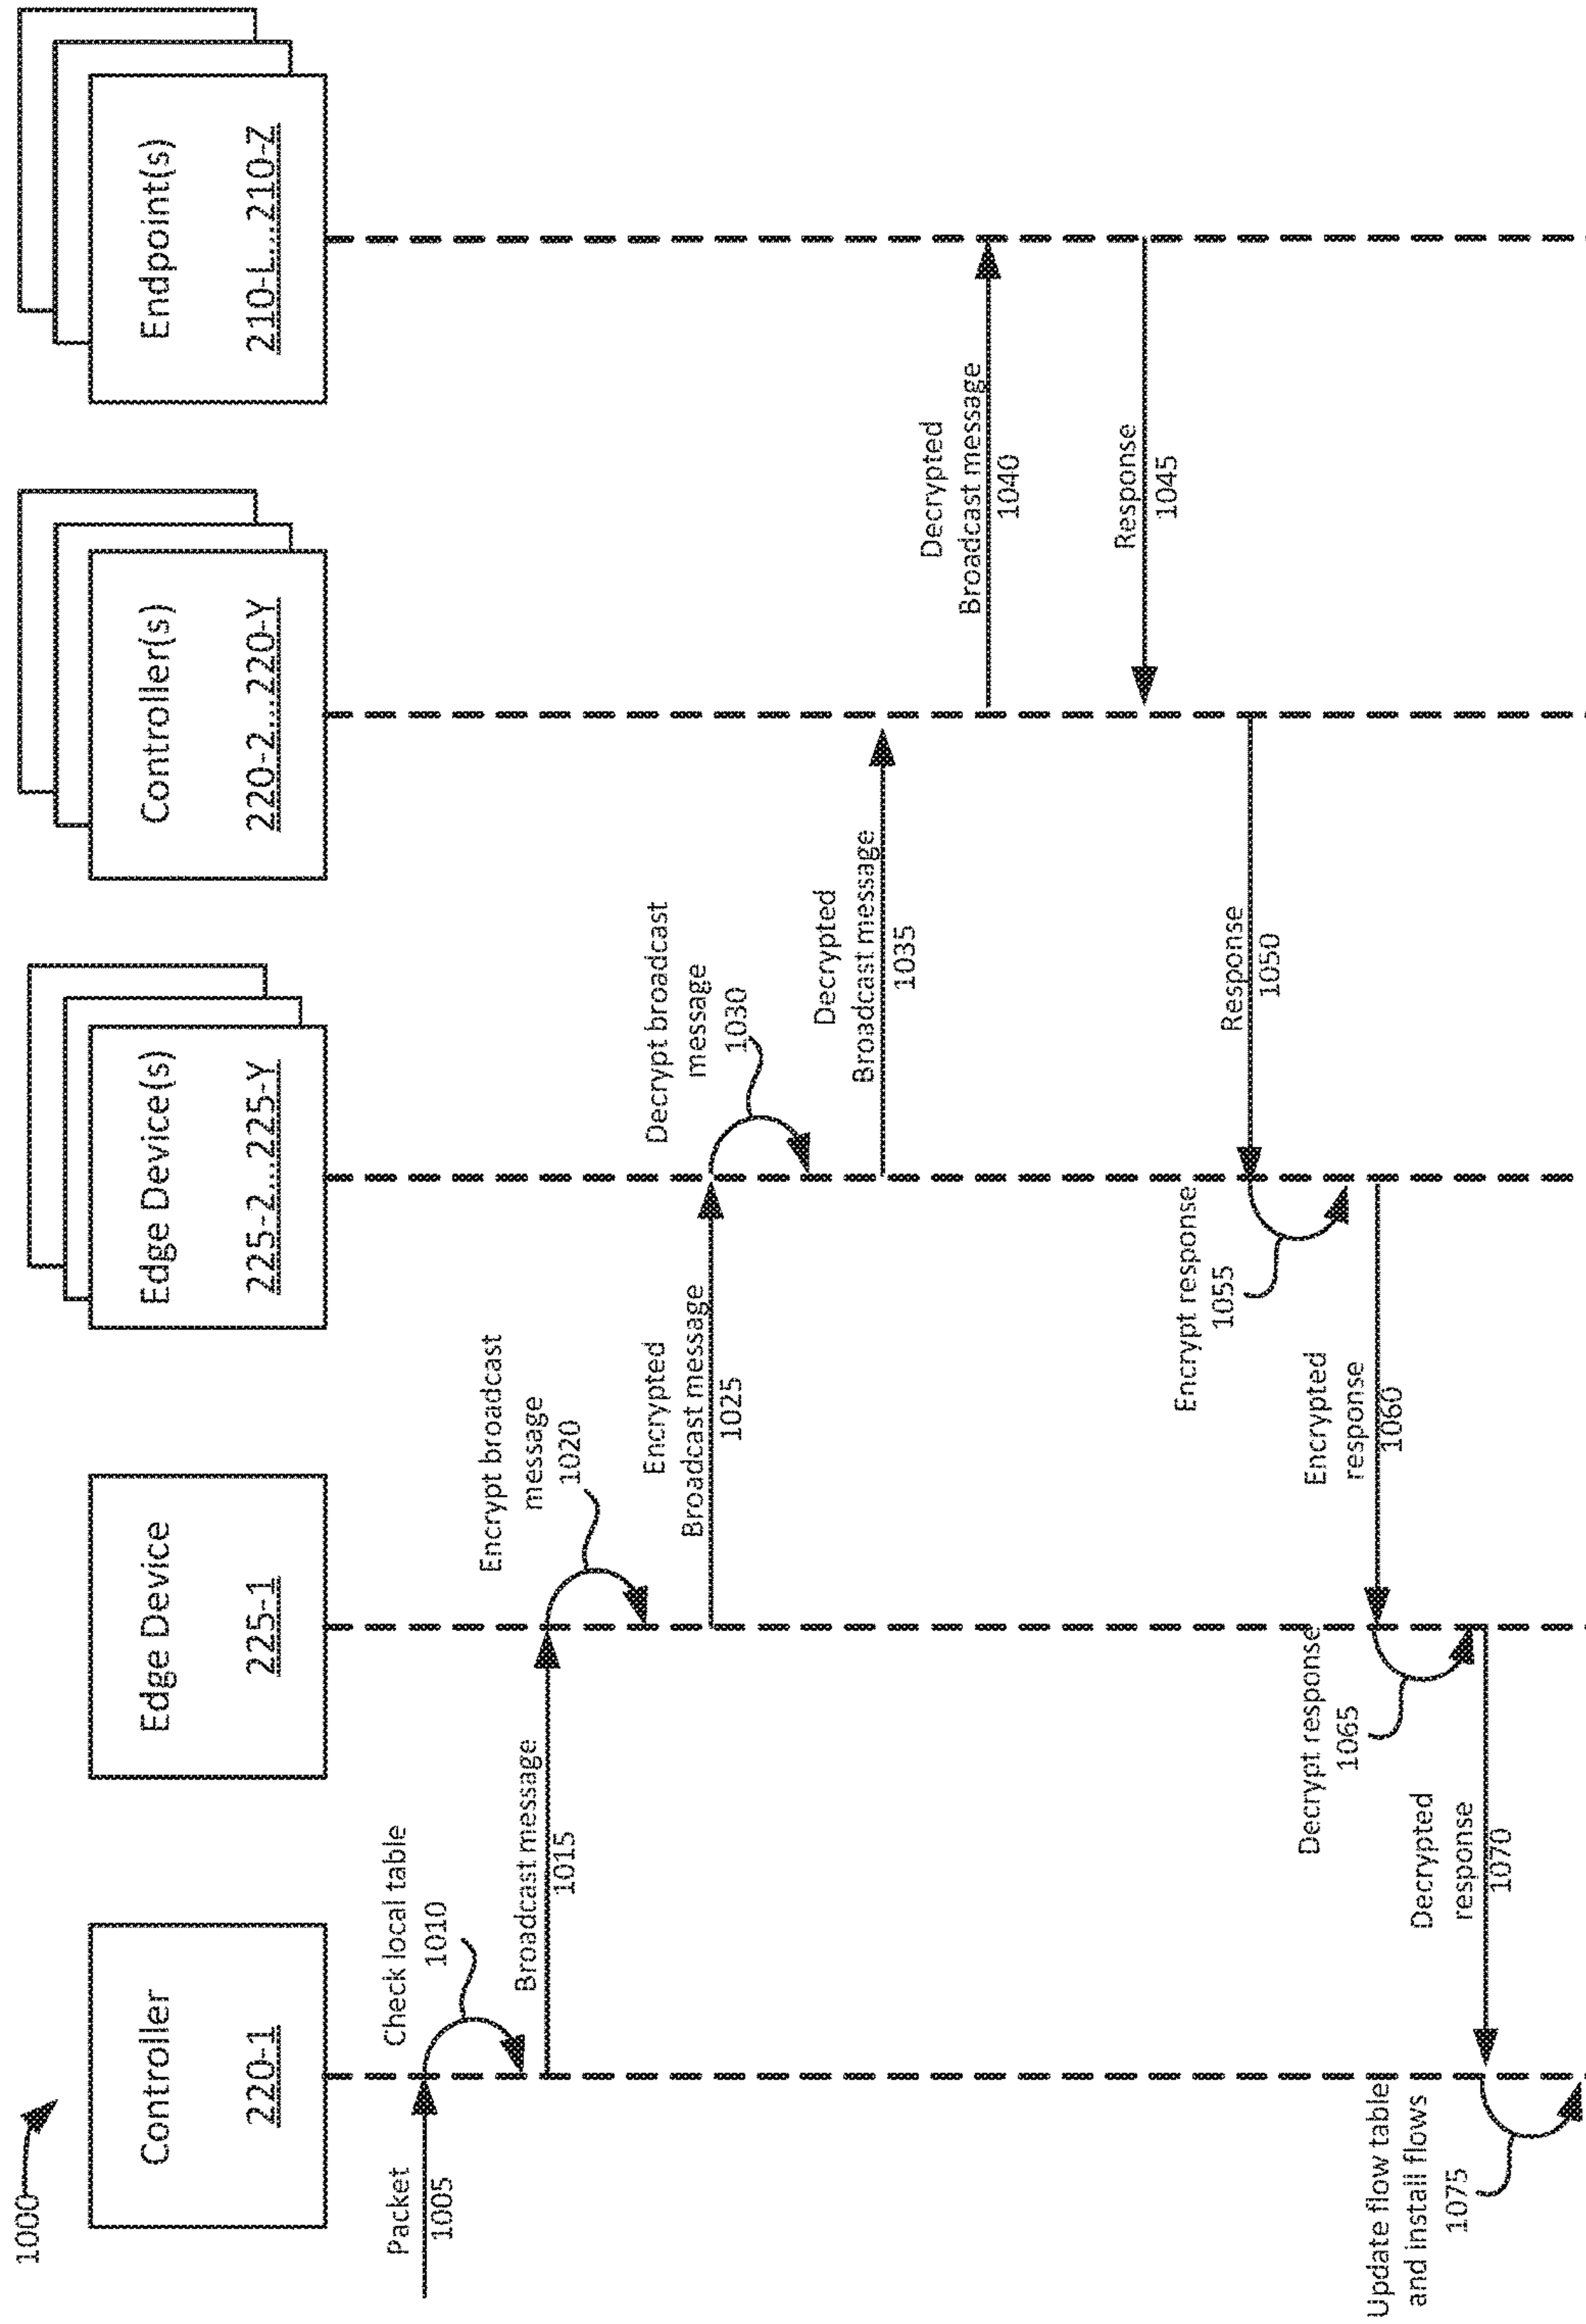 1000
Controller
220-1
Edge Device
225-1
Edge Device(s)
225-2...225-Y
Controller(s)
220-2...220-Y
Endpoint(s)
210-L...210-Z
Packet
1005
Check local table
1010
Broadcast message
1015
Encrypt broadcast
message
1020
Encrypted
Broadcast message
1025
Decrypt broadcast
message
1030
Decrypted
Broadcast message
1035
Decrypted
Broadcast message
1040
Response
1045
Response
1050
Encrypt response
1055
Encrypted
response
1060
Decrypt response
1065
Decrypted
response
1070
Update flow table
and install flows
1075